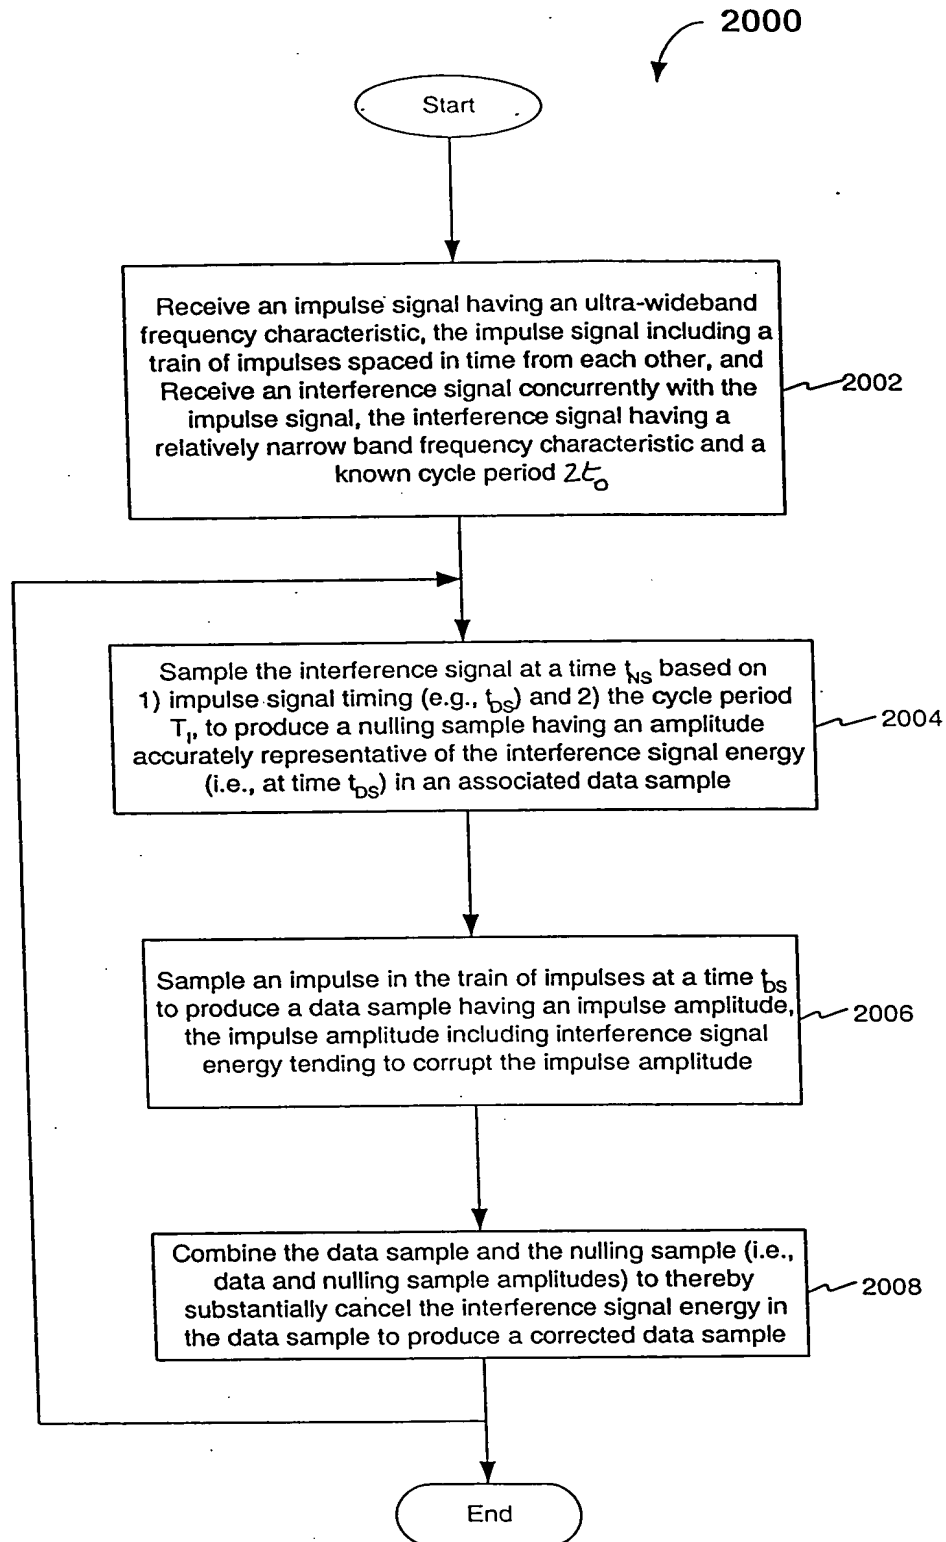 2000
Start
Receive an impulse signal having an ultra-wideband
frequency characteristic, the impulse signal including a
train of impulses spaced in time from each other, and
Receive an interference signal concurrently with the
impulse signal, the interference signal having a
relatively narrow band frequency characteristic and a
known cycle period 2t₀
2002
Sample the interference signal at a time t_NS based on
1) impulse signal timing (e.g., t_DS) and 2) the cycle period
T_I, to produce a nulling sample having an amplitude
accurately representative of the interference signal energy
(i.e., at time t_DS) in an associated data sample
2004
Sample an impulse in the train of impulses at a time t_DS
to produce a data sample having an impulse amplitude,
the impulse amplitude including interference signal
energy tending to corrupt the impulse amplitude
2006
Combine the data sample and the nulling sample (i.e.,
data and nulling sample amplitudes) to thereby
substantially cancel the interference signal energy in
the data sample to produce a corrected data sample
2008
End